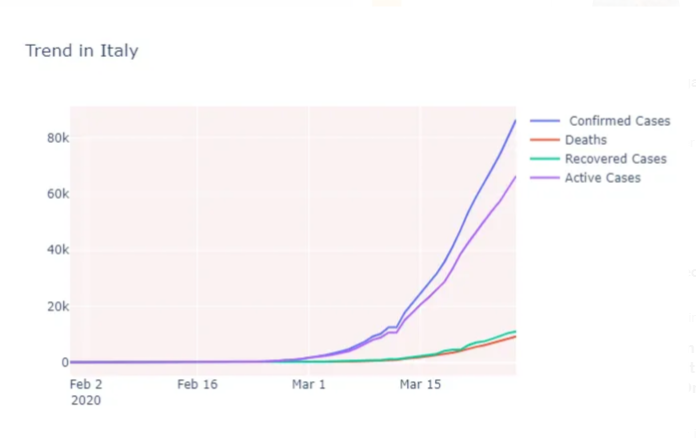 Trend in Italy
80k
60k
40k
20k
0
Feb 2
2020
Feb 16
Mar 1
Mar 15
Confirmed Cases
Deaths
Recovered Cases
Active Cases